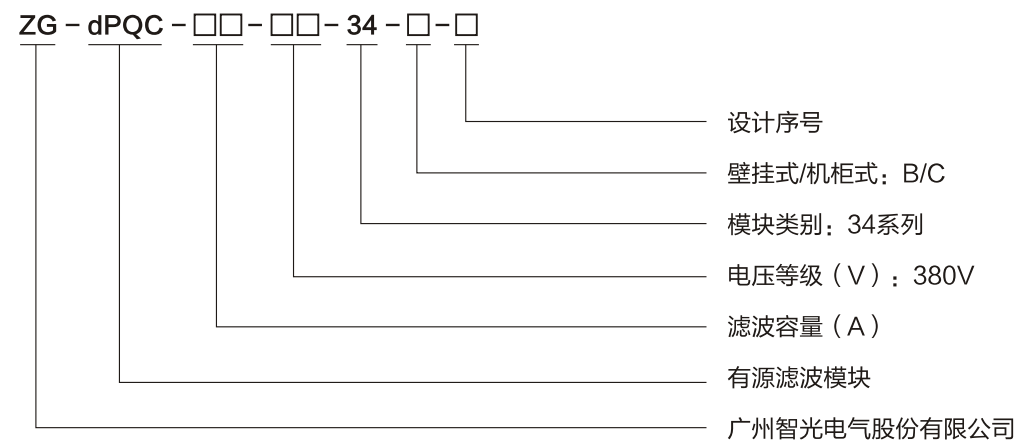 ZG-dPQC-□□-□□-34-□-□
设计序号
壁挂式/机柜式：B/C
模块类别：34系列
电压等级（V）：380V
滤波容量（A）
有源滤波模块
广州智光电气股份有限公司